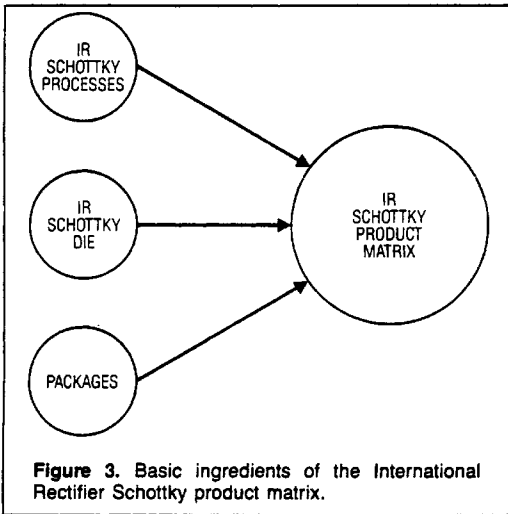 IR
SCHOTTKY
PROCESSES
IR
SCHOTTKY
DIE
IR
SCHOTTKY
PRODUCT
MATRIX
PACKAGES
Figure 3. Basic ingredients of the International
Rectifier Schottky product matrix.